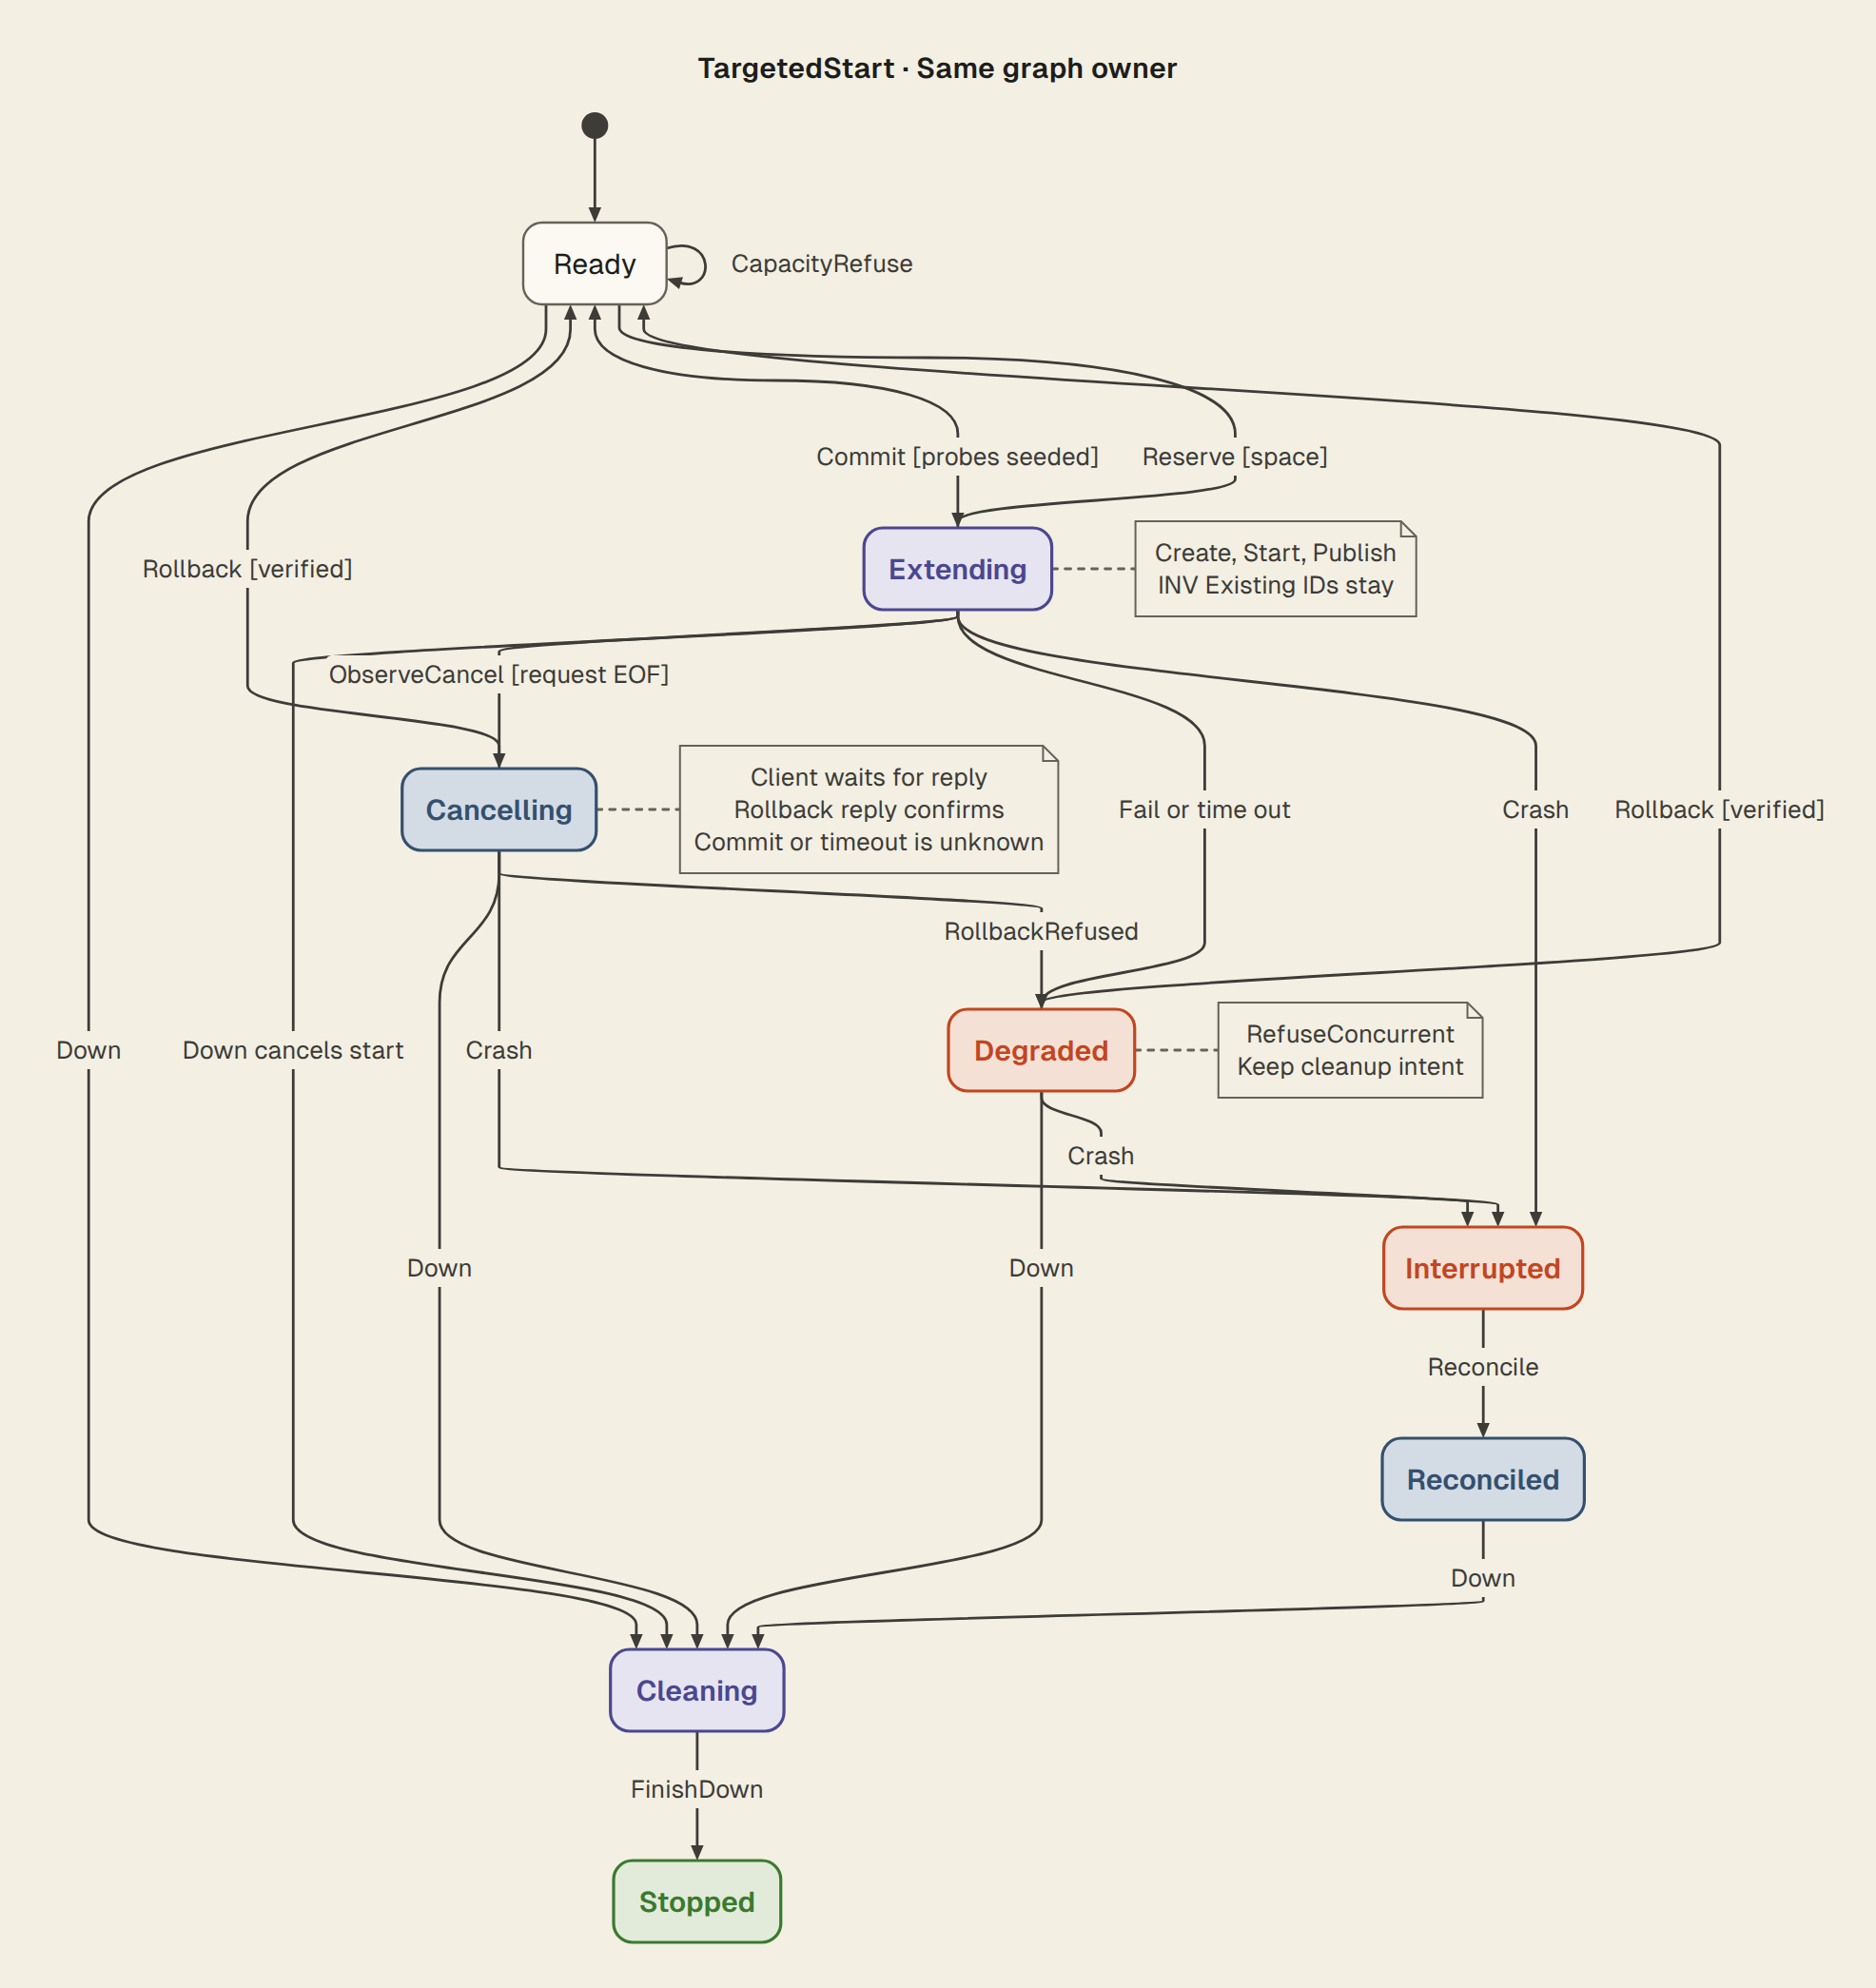 TargetedStart · Same graph owner
Ready
CapacityRefuse
Commit [probes seeded]
Reserve [space]
Rollback [verified]
Extending
Create, Start, Publish
INV Existing IDs stay
ObserveCancel [request EOF]
Cancelling
Client waits for reply
Rollback reply confirms
Commit or timeout is unknown
Fail or time out
Crash
Rollback [verified]
RollbackRefused
Down
Down cancels start
Crash
Degraded
RefuseConcurrent
Keep cleanup intent
Crash
Down
Down
Interrupted
Reconcile
Reconciled
Down
Cleaning
FinishDown
Stopped